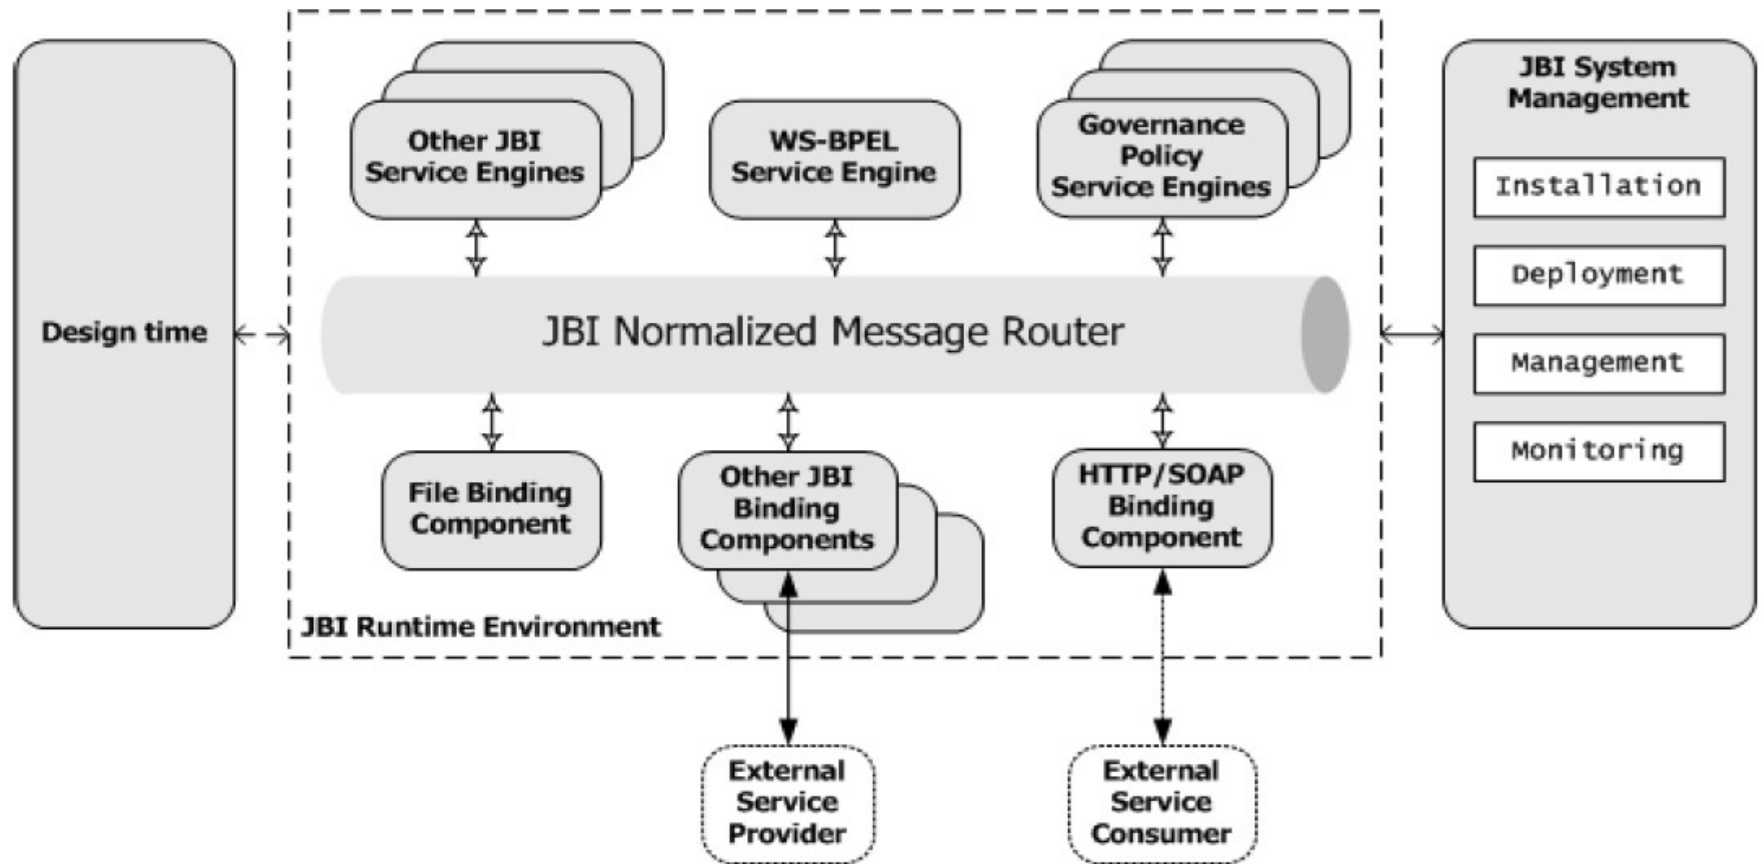 Design time
Other JBI
Service Engines
WS-BPEL
Service Engine
Governance
Policy
Service Engines
JBI Normalized Message Router
File Binding
Component
Other JBI
Binding
Components
HTTP/SOAP
Binding
Component
JBI Runtime Environment
External
Service
Provider
External
Service
Consumer
JBI System
Management
Installation
Deployment
Management
Monitoring